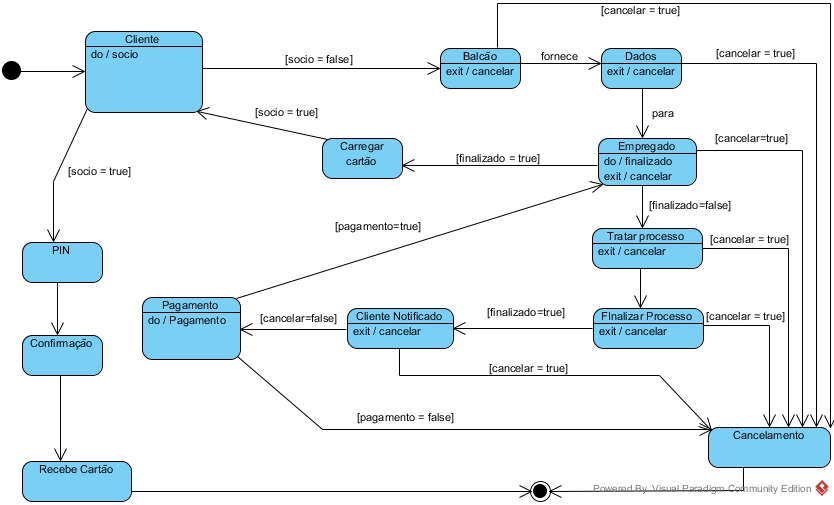 [cancelar = true]
Cliente
do / socio
[socio = false]
Balcão
exit / cancelar
fornece
Dados
exit / cancelar
[cancelar = true]
para
[socio = true]
Carregar
cartão
[finalizado = true]
Empregado
do / finalizado
exit / cancelar
[cancelar=true]
[socio = true]
[finalizado=false]
[pagamento=true]
Tratar processo
exit / cancelar
[cancelar = true]
PIN
Pagamento
do / Pagamento
[cancelar=false]
Cliente Notificado
exit / cancelar
[finalizado=true]
FInalizar Processo
exit / cancelar
[cancelar = true]
Confirmação
[cancelar = true]
[pagamento = false]
Cancelamento
Recebe Cartão
Powered By Visual Paradigm Community Edition